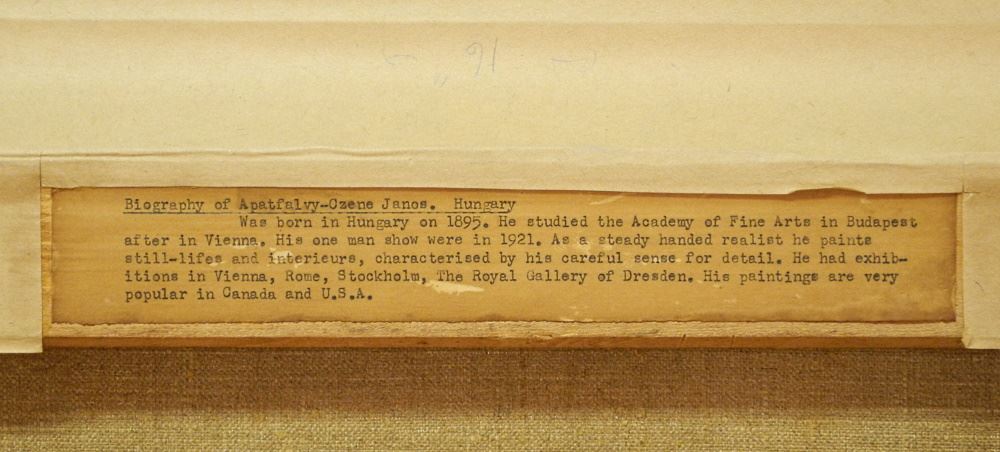 91
Biography of Apatfalvy-Czene Janos. Hungary
Was born in Hungary on 1895. He studied the Academy of Fine Arts in Budapest
after in Vienna. His one man show were in 1921. As a steady handed realist he paints
still-lifes and interieurs, characterised by his careful sense for detail. He had exhib-
itions in Vienna, Rome, Stockholm, The Royal Gallery of Dresden. His paintings are very
popular in Canada and U.S.A.